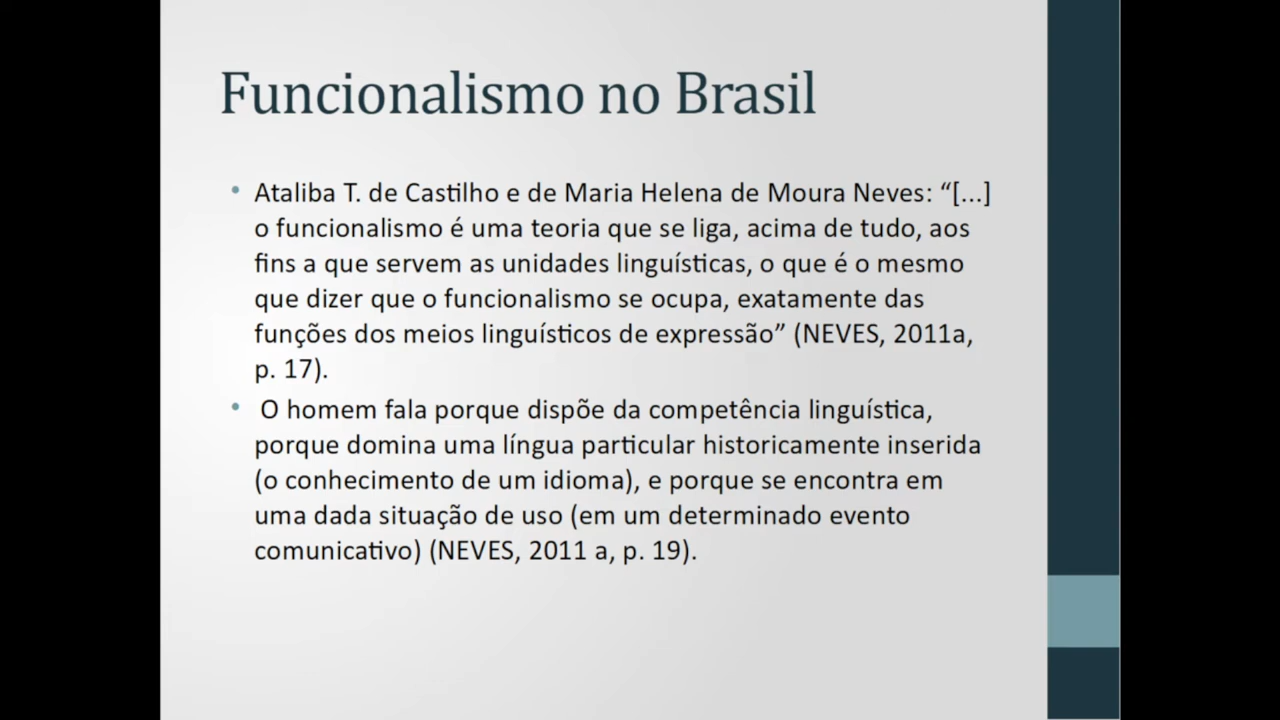 Funcionalismo no Brasil
• Ataliba T. de Castilho e de Maria Helena de Moura Neves: “[...]
o funcionalismo é uma teoria que se liga, acima de tudo, aos
fins a que servem as unidades linguísticas, o que é o mesmo
que dizer que o funcionalismo se ocupa, exatamente das
funções dos meios linguísticos de expressão” (NEVES, 2011a,
p. 17).
• O homem fala porque dispõe da competência linguística,
porque domina uma língua particular historicamente inserida
(o conhecimento de um idioma), e porque se encontra em
uma dada situação de uso (em um determinado evento
comunicativo) (NEVES, 2011 a, p. 19).